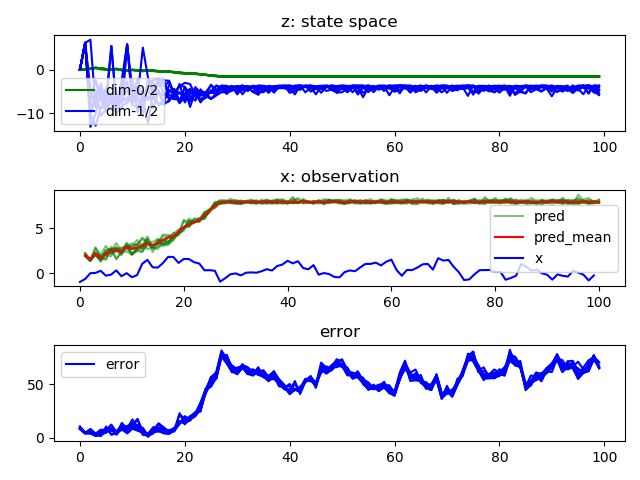 z: state space
0
−10
dim-0/2
dim-1/2
0
20
40
60
80
100
x: observation
5
0
pred
pred_mean
x
0
20
40
60
80
100
error
50
0
error
0
20
40
60
80
100